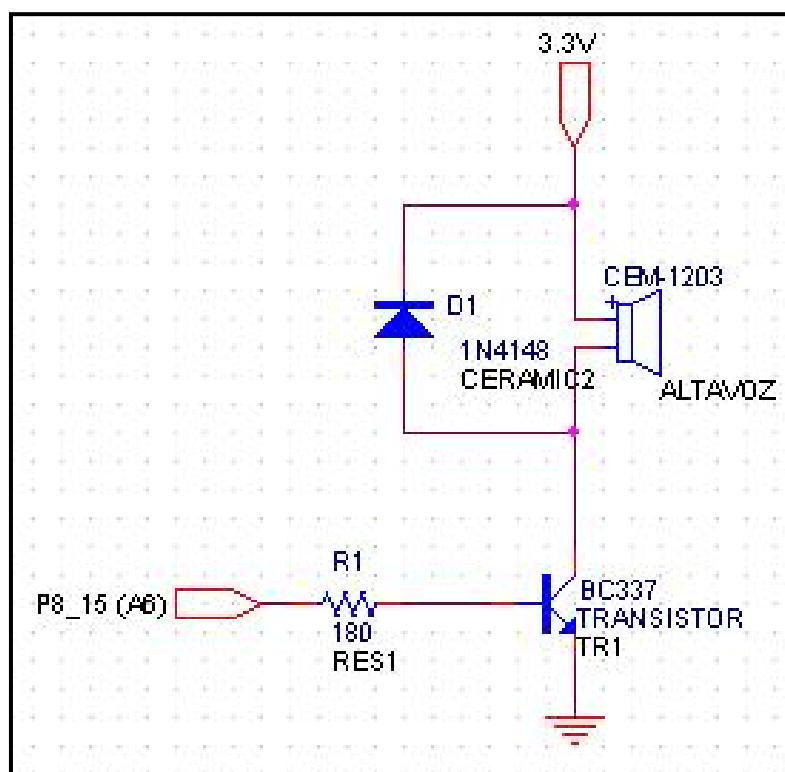 3.3V
CEM-1203
+
D1
1N4148
CERAMIC2
ALTAVOZ
R1
P8_15 (A6)
180
RES1
BC337
TRANSISTOR
TR1